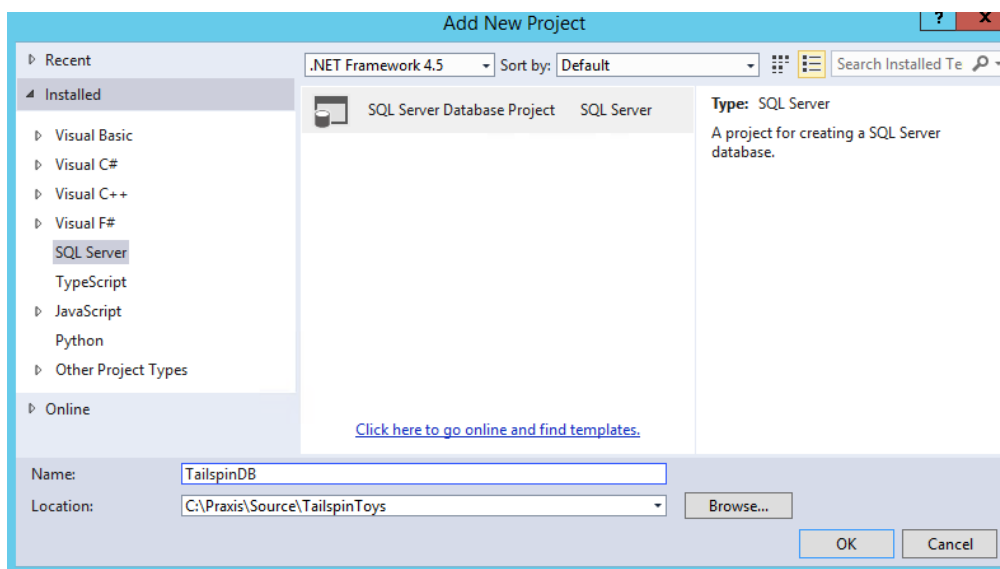 Add New Project
?
x
Recent
.NET Framework 4.5
Sort by:
Default
Search Installed Te
Installed
Visual Basic
Visual C#
Visual C++
Visual F#
SQL Server
TypeScript
JavaScript
Python
Other Project Types
Online
SQL Server Database Project
SQL Server
Type: SQL Server
A project for creating a SQL Server
database.
Click here to go online and find templates.
Name:
TailspinDB
Location:
C:\Praxis\Source\TailspinToys
Browse...
OK
Cancel